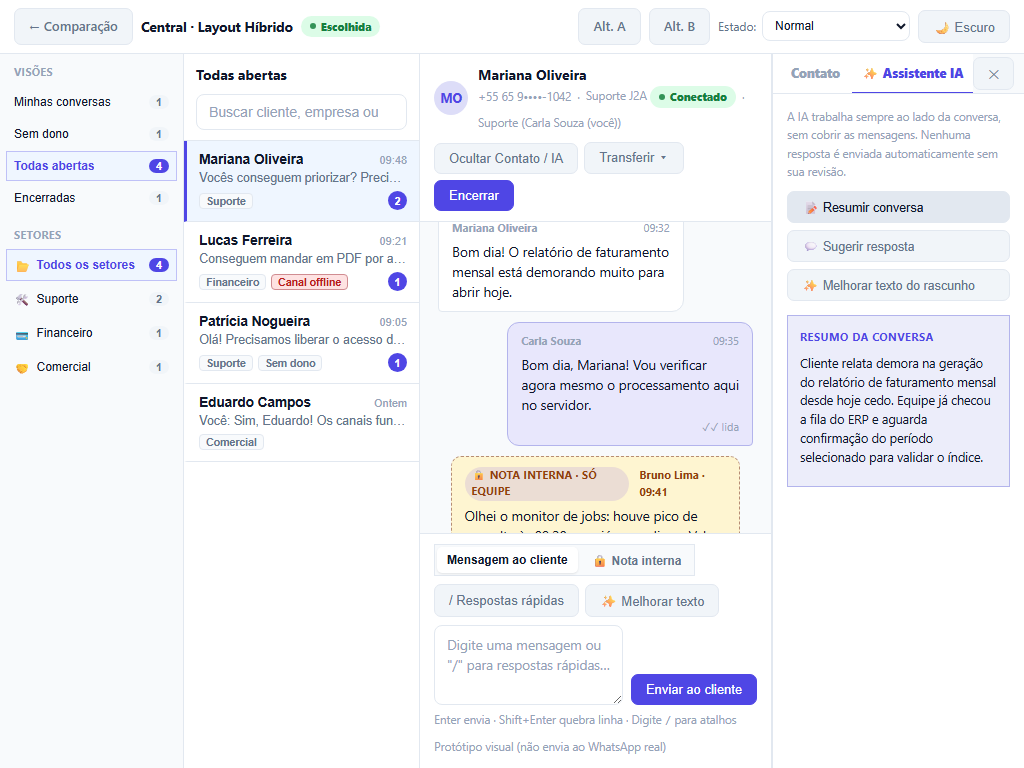 ← Comparação
Central · Layout Híbrido
Escolhida
Alt. A
Alt. B
Estado:
Normal
Escuro
VISÕES
Minhas conversas 1
Sem dono 1
Todas abertas 4
Encerradas 1
SETORES
Todos os setores 4
Suporte 2
Financeiro 1
Comercial 1
Todas abertas
Buscar cliente, empresa ou
Mariana Oliveira 09:48
Vocês conseguem priorizar? Preci...
Suporte 2
Lucas Ferreira 09:21
Conseguem mandar em PDF por a...
Financeiro Canal offline 1
Patrícia Nogueira 09:05
Olá! Precisamos liberar o acesso d...
Suporte Sem dono 1
Eduardo Campos Ontem
Você: Sim, Eduardo! Os canais fun...
Comercial
MO
Mariana Oliveira
+55 65 9••••-1042 · Suporte J2A Conectado ·
Suporte (Carla Souza (você))
Ocultar Contato / IA
Transferir
Encerrar
Mariana Oliveira 09:32
Bom dia! O relatório de faturamento
mensal está demorando muito para
abrir hoje.
Carla Souza 09:35
Bom dia, Mariana! Vou verificar
agora mesmo o processamento aqui
no servidor.
✓✓ lida
NOTA INTERNA · SÓ
EQUIPE
Bruno Lima ·
09:41
Olhei o monitor de jobs: houve pico de
Mensagem ao cliente
Nota interna
/ Respostas rápidas
Melhorar texto
Digite uma mensagem ou
"/" para respostas rápidas...
Enviar ao cliente
Enter envia · Shift+Enter quebra linha · Digite / para atalhos
Protótipo visual (não envia ao WhatsApp real)
Contato
Assistente IA
×
A IA trabalha sempre ao lado da conversa,
sem cobrir as mensagens. Nenhuma
resposta é enviada automaticamente sem
sua revisão.
Resumir conversa
Sugerir resposta
Melhorar texto do rascunho
RESUMO DA CONVERSA
Cliente relata demora na geração
do relatório de faturamento mensal
desde hoje cedo. Equipe já checou
a fila do ERP e aguarda
confirmação do período
selecionado para validar o índice.